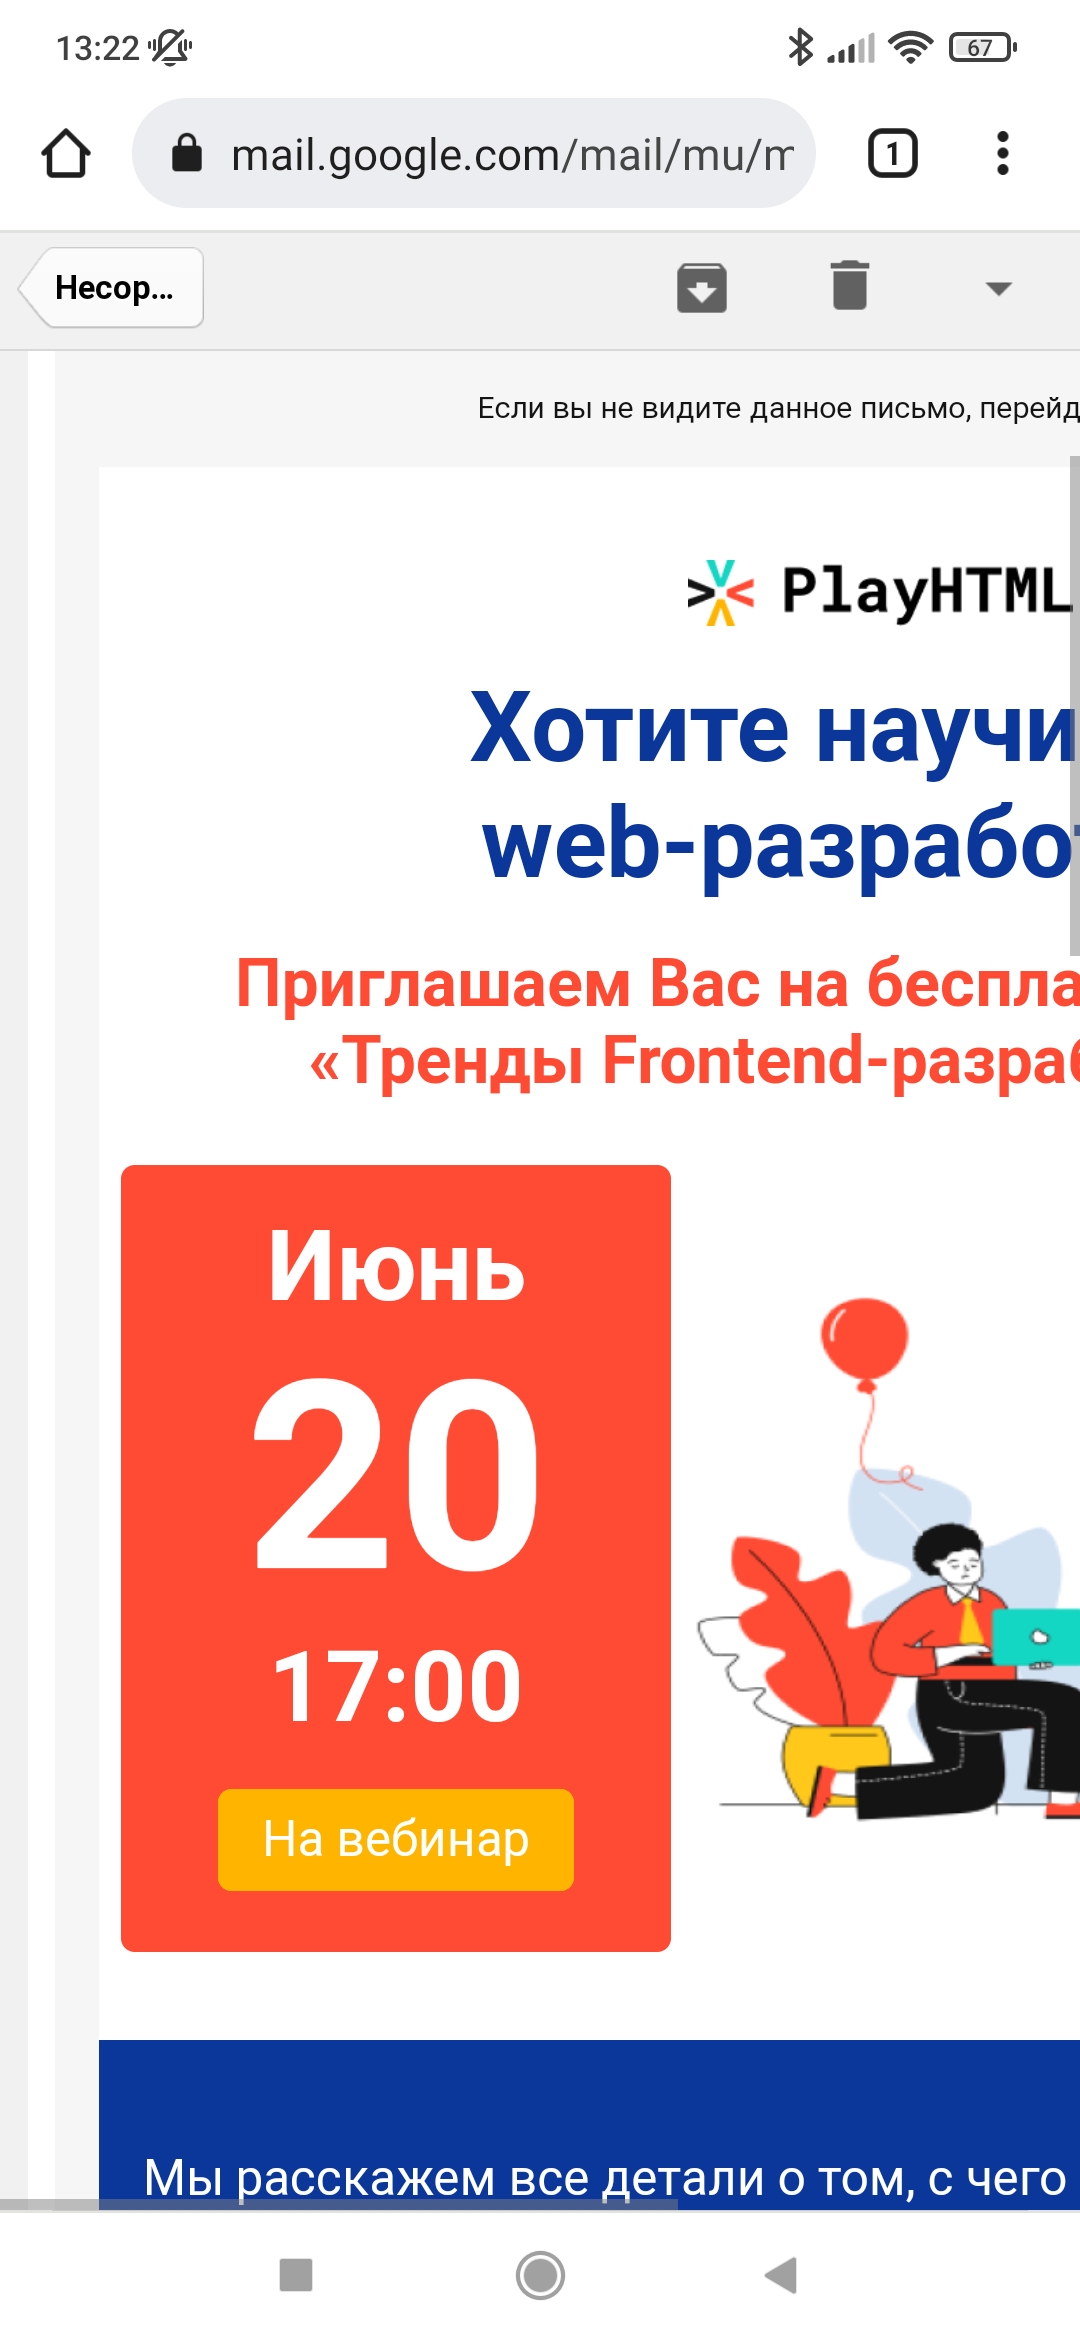 13:22
67
mail.google.com/mail/mu/m
1
Несор...
Если вы не видите данное письмо, перейд
PlayHTML
Хотите научи
web-разрабо
Приглашаем Вас на беспла
«Тренды Frontend-разраб
Июнь
20
17:00
На вебинар
Мы расскажем все детали о том, с чего